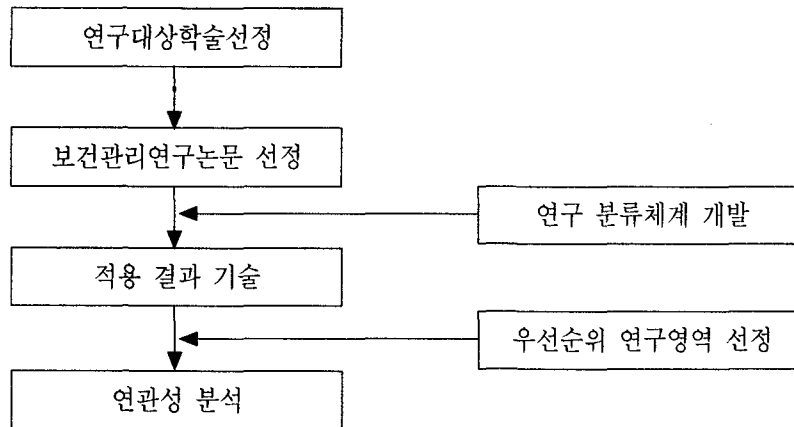 연구대상학술선정
보건관리연구논문 선정
연구 분류체계 개발
적용 결과 기술
우선순위 연구영역 선정
연관성 분석